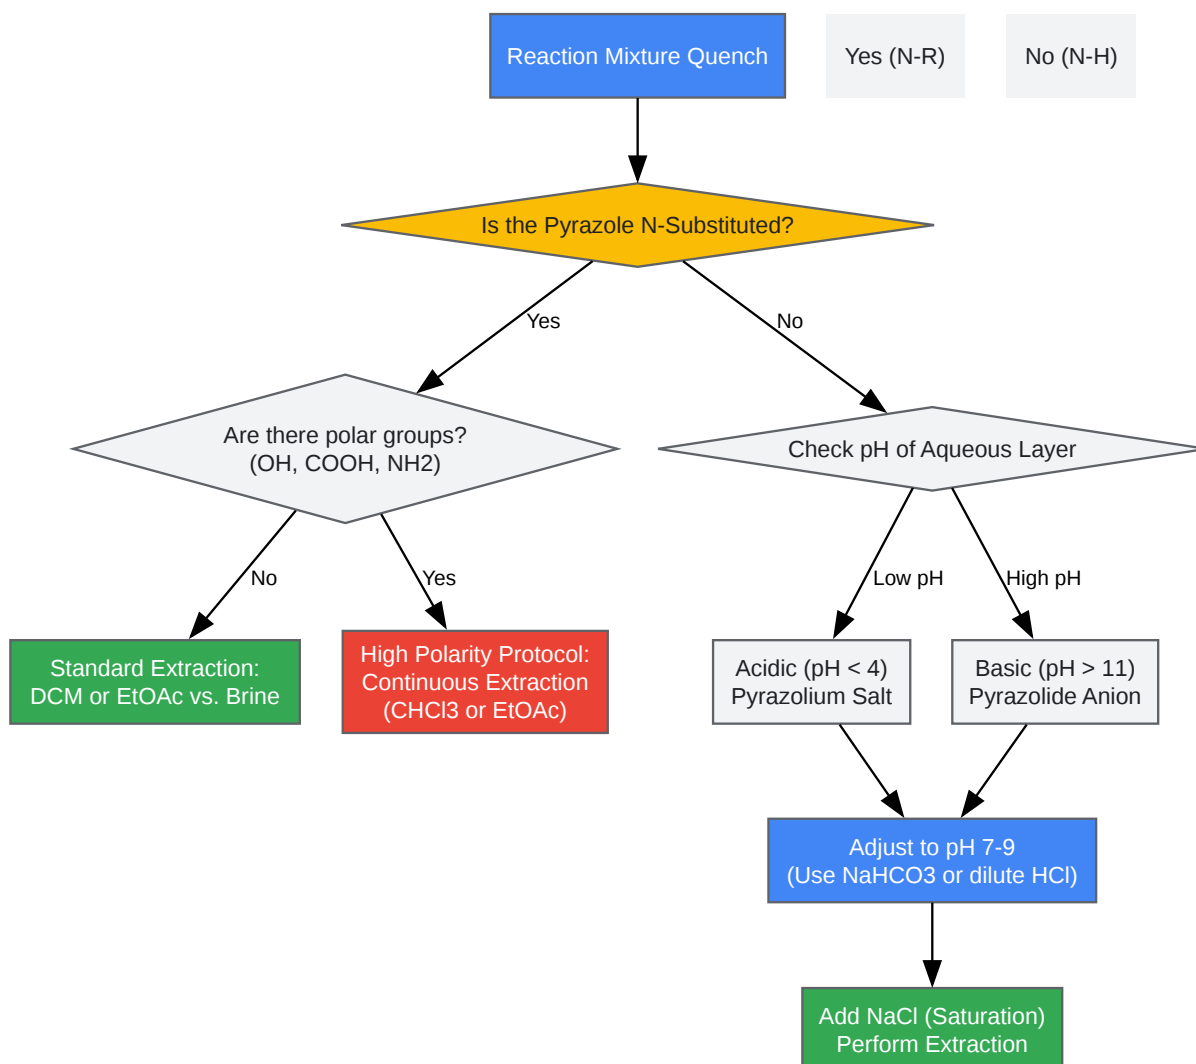 Reaction Mixture Quench
Yes (N-R)
No (N-H)
Is the Pyrazole N-Substituted?
Yes
No
Are there polar groups?
(OH, COOH, NH2)
Check pH of Aqueous Layer
No
Yes
Low pH
High pH
Standard Extraction:
DCM or EtOAc vs. Brine
High Polarity Protocol:
Continuous Extraction
(CHCl3 or EtOAc)
Acidic (pH < 4)
Pyrazolium Salt
Basic (pH > 11)
Pyrazolide Anion
Adjust to pH 7-9
(Use NaHCO3 or dilute HCl)
Add NaCl (Saturation)
Perform Extraction